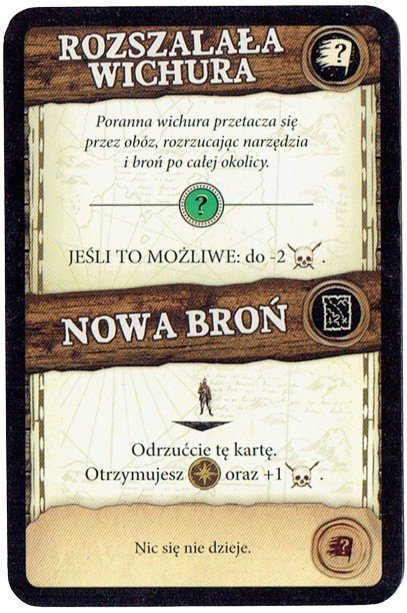 ROZSZALAŁA
WICHURA
?
Poranna wichura przetacza się
przez obóz, rozrzucając narzędzia
i broń po całej okolicy.
?
JEŚLI TO MOŻLIWE: do -2 .
NOWA BROŃ
Odrzućcie tę kartę.
Otrzymujesz oraz +1 .
Nic się nie dzieje.
?